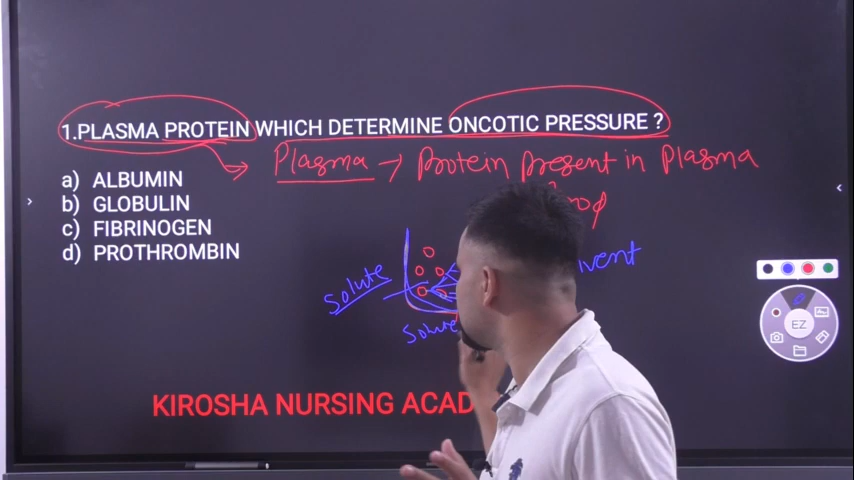 1.PLASMA PROTEIN WHICH DETERMINE ONCOTIC PRESSURE ?
Plasma → Protein present in Plasma
a) ALBUMIN
b) GLOBULIN
c) FIBRINOGEN
d) PROTHROMBIN
Solute
KIROSHA NURSING ACAD
EZ